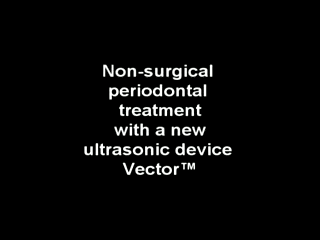 Non-surgical
periodontal
treatment
with a new
ultrasonic device
Vector™